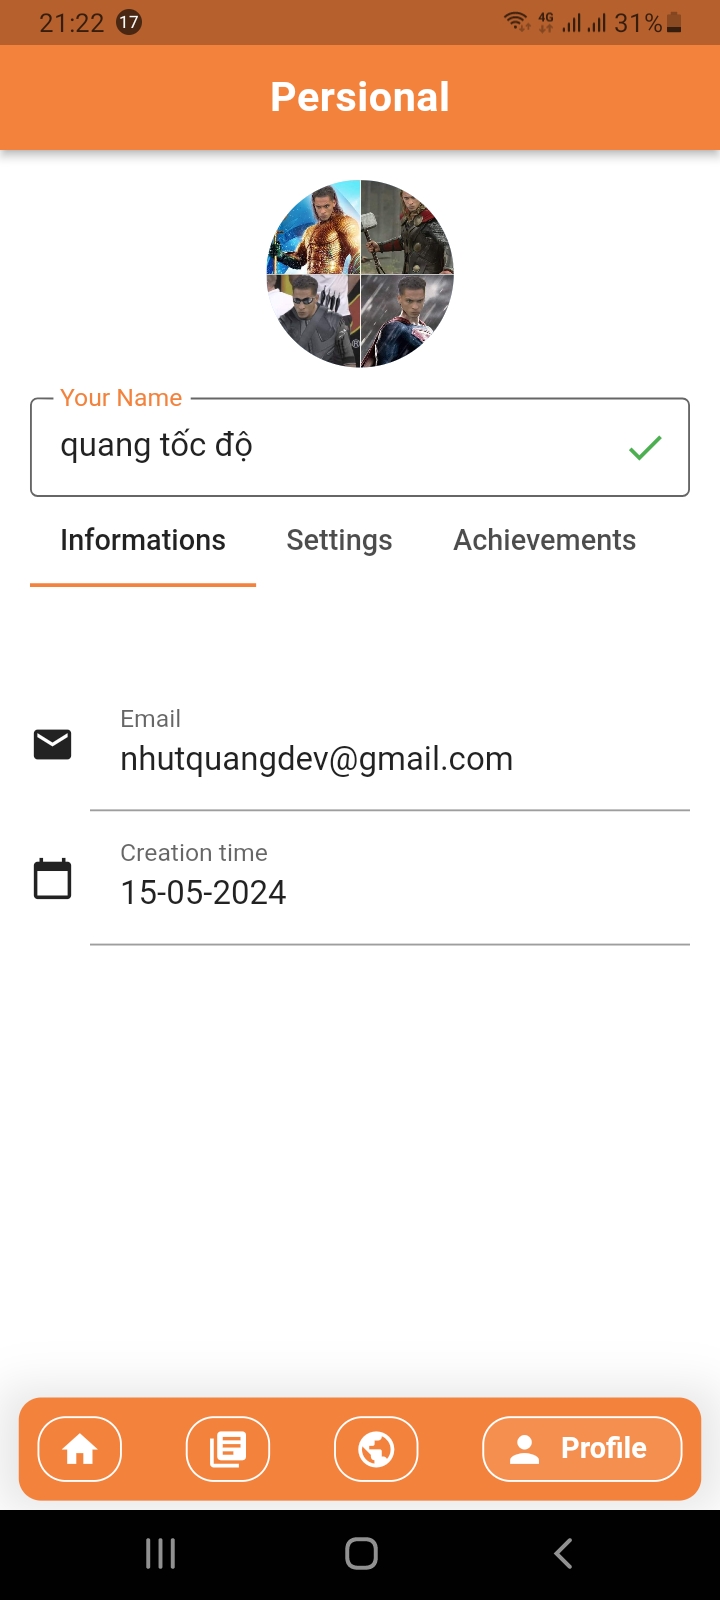 21:22 17 4G 31%
Persional
Your Name
quang tốc độ
Informations Settings Achievements
Email
nhutquangdev@gmail.com
Creation time
15-05-2024
Profile